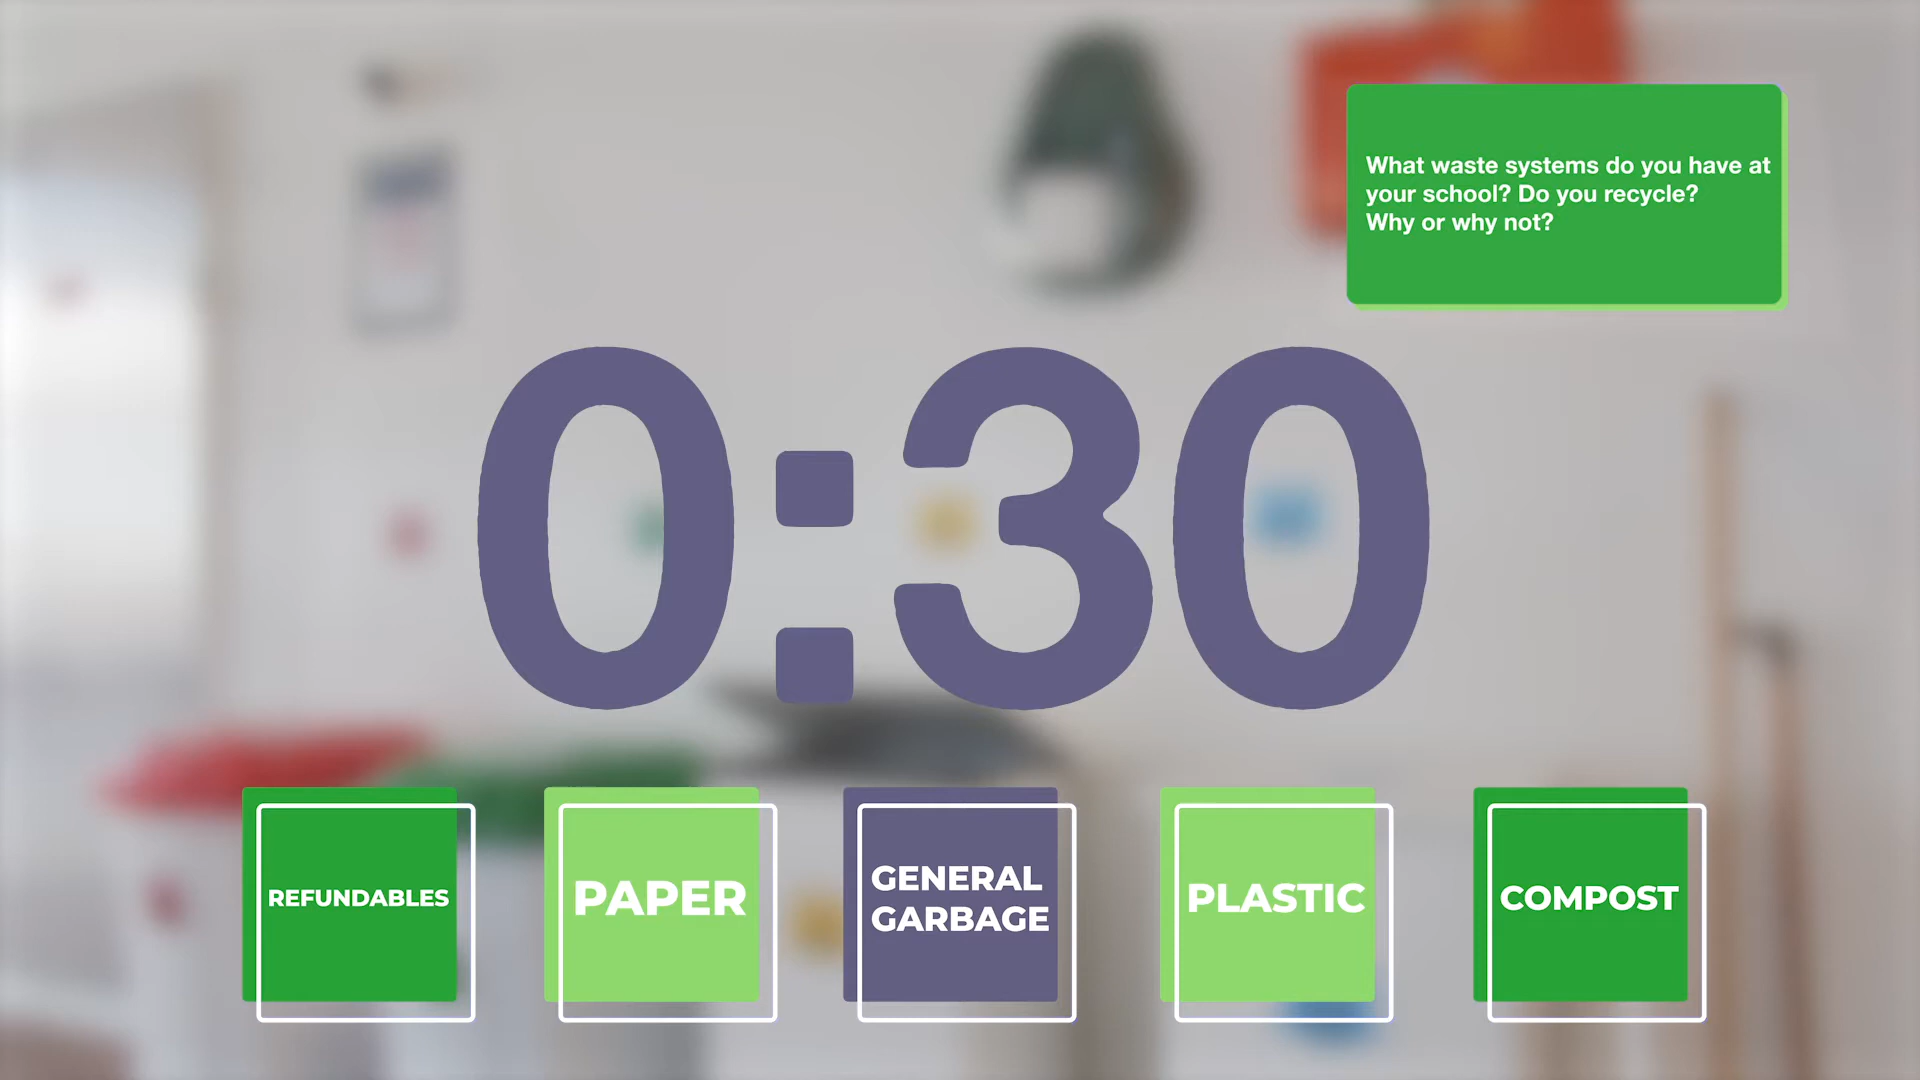 What waste systems do you have at
your school? Do you recycle?
Why or why not?
0:30
REFUNDABLES
PAPER
GENERAL
GARBAGE
PLASTIC
COMPOST